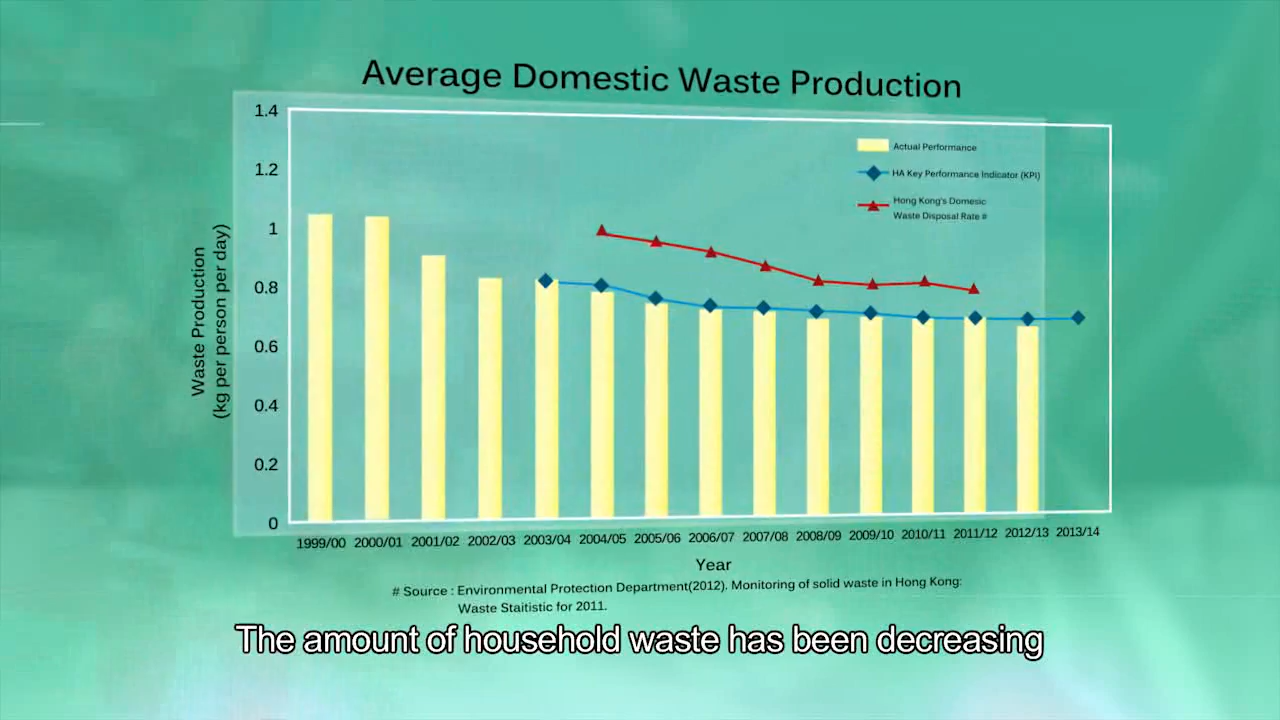 Average Domestic Waste Production
1.4
1.2
1
0.8
0.6
0.4
0.2
0
Waste Production
(kg per person per day)
Actual Performance
HA Key Performance Indicator (KPI)
Hong Kong's Domesic
Waste Disposal Rate #
1999/00 2000/01 2001/02 2002/03 2003/04 2004/05 2005/06 2006/07 2007/08 2008/09 2009/10 2010/11 2011/12 2012/13 2013/14
Year
# Source : Environmental Protection Department(2012). Monitoring of solid waste in Hong Kong:
Waste Staitistic for 2011.
The amount of household waste has been decreasing